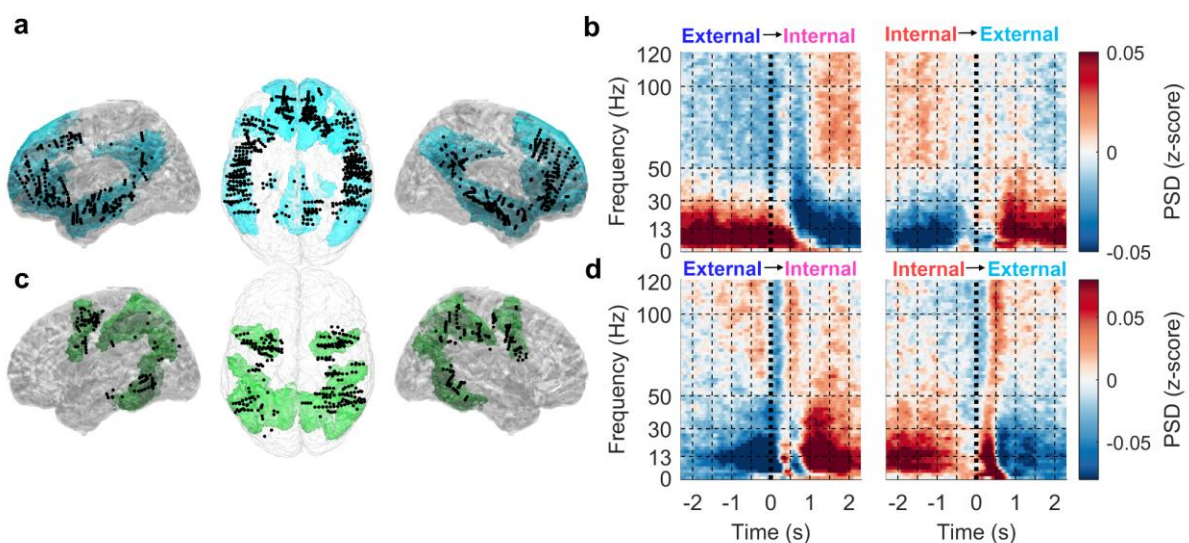 a
b
External→Internal
Internal→External
120
100
50
30
13
0
Frequency (Hz)
0.05
0
-0.05
PSD (z-score)
c
d
External→Internal
Internal→External
120
100
50
30
13
0
Frequency (Hz)
-2 -1 0 1 2
-2 -1 0 1 2
Time (s)
Time (s)
0.05
0
-0.05
PSD (z-score)